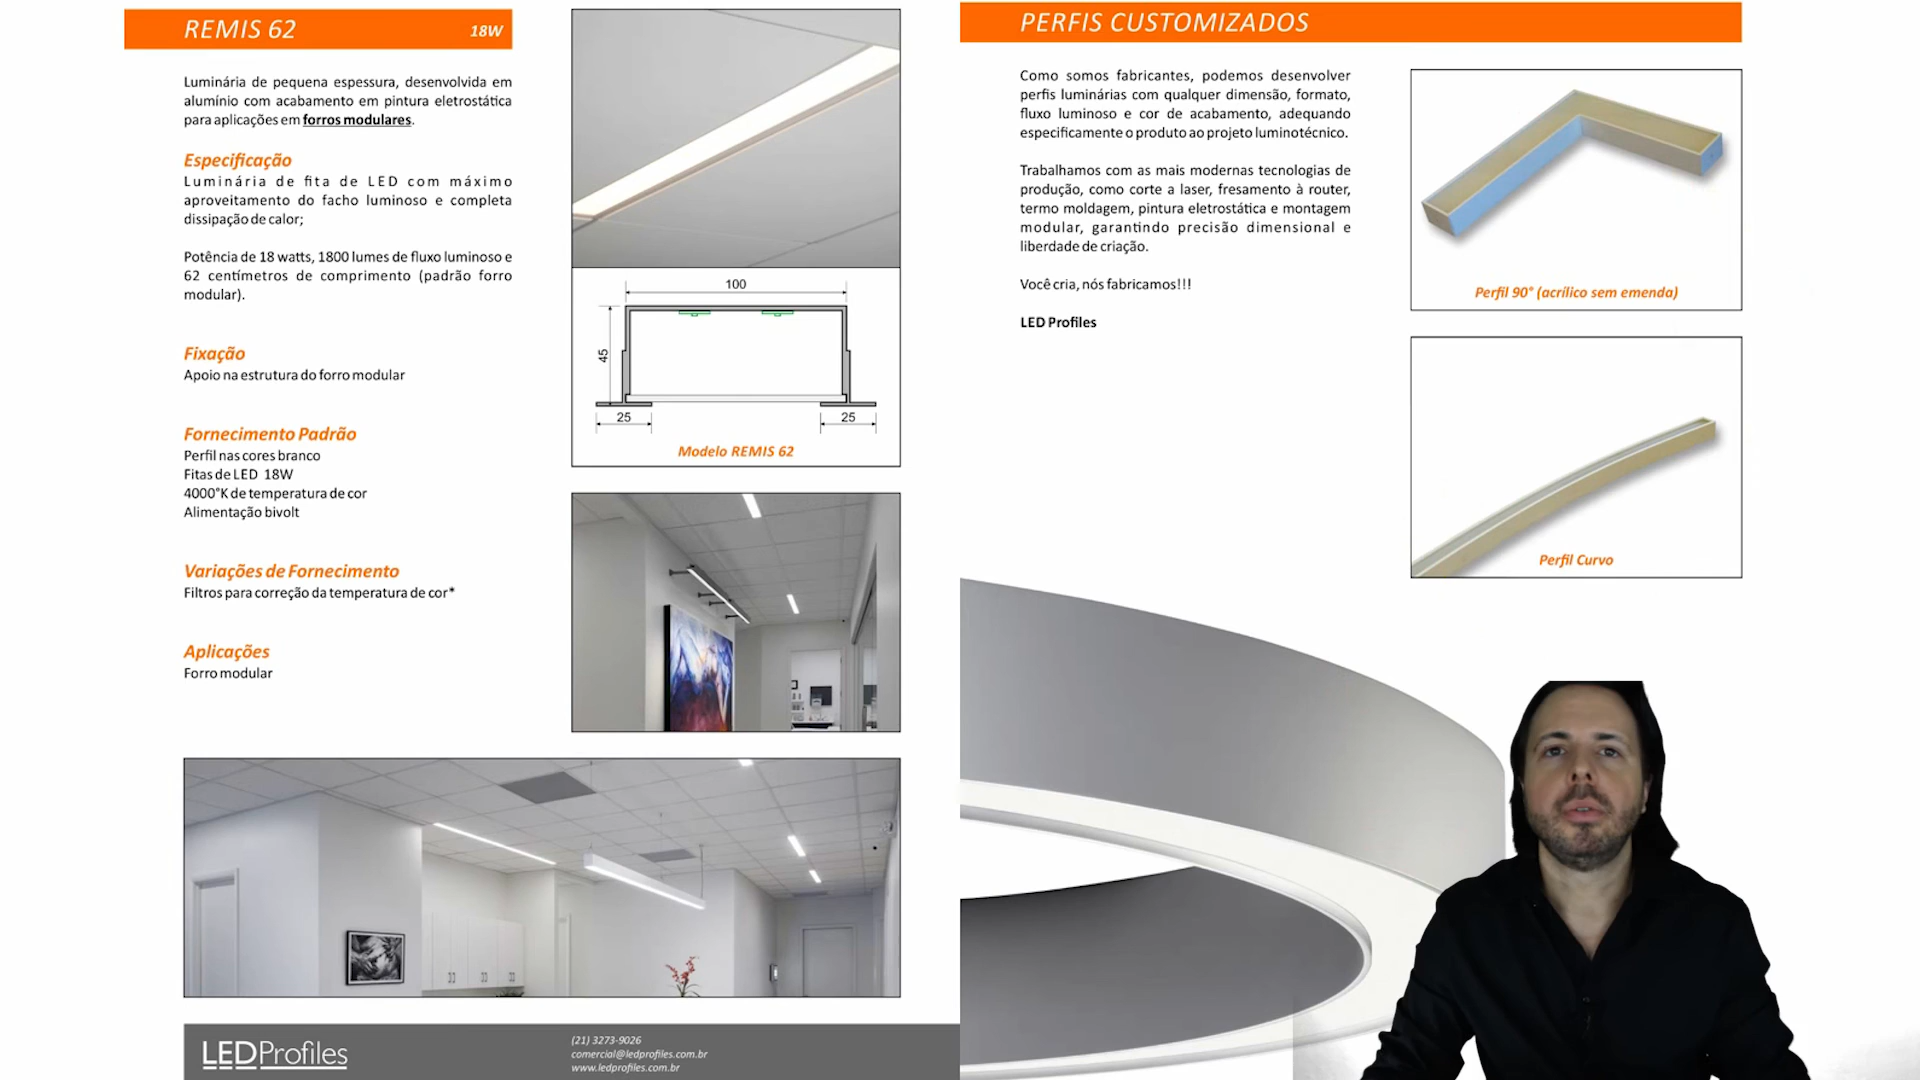 REMIS 62
18W
Luminária de pequena espessura, desenvolvida em
alumínio com acabamento em pintura eletrostática
para aplicações em forros modulares.
Especificação
Luminária de fita de LED com máximo
aproveitamento do facho luminoso e completa
dissipação de calor;
Potência de 18 watts, 1800 lumes de fluxo luminoso e
62 centímetros de comprimento (padrão forro
modular).
Fixação
Apoio na estrutura do forro modular
Fornecimento Padrão
Perfil nas cores branco
Fitas de LED 18W
4000°K de temperatura de cor
Alimentação bivolt
Variações de Fornecimento
Filtros para correção da temperatura de cor*
Aplicações
Forro modular
100
45
25
25
Modelo REMIS 62
LEDProfiles
(21) 3273-9026
comercial@ledprofiles.com.br
www.ledprofiles.com.br
PERFIS CUSTOMIZADOS
Como somos fabricantes, podemos desenvolver
perfis luminárias com qualquer dimensão, formato,
fluxo luminoso e cor de acabamento, adequando
especificamente o produto ao projeto luminotécnico.
Trabalhamos com as mais modernas tecnologias de
produção, como corte a laser, fresamento à router,
termo moldagem, pintura eletrostática e montagem
modular, garantindo precisão dimensional e
liberdade de criação.
Você cria, nós fabricamos!!!
LED Profiles
Perfil 90° (acrílico sem emenda)
Perfil Curvo